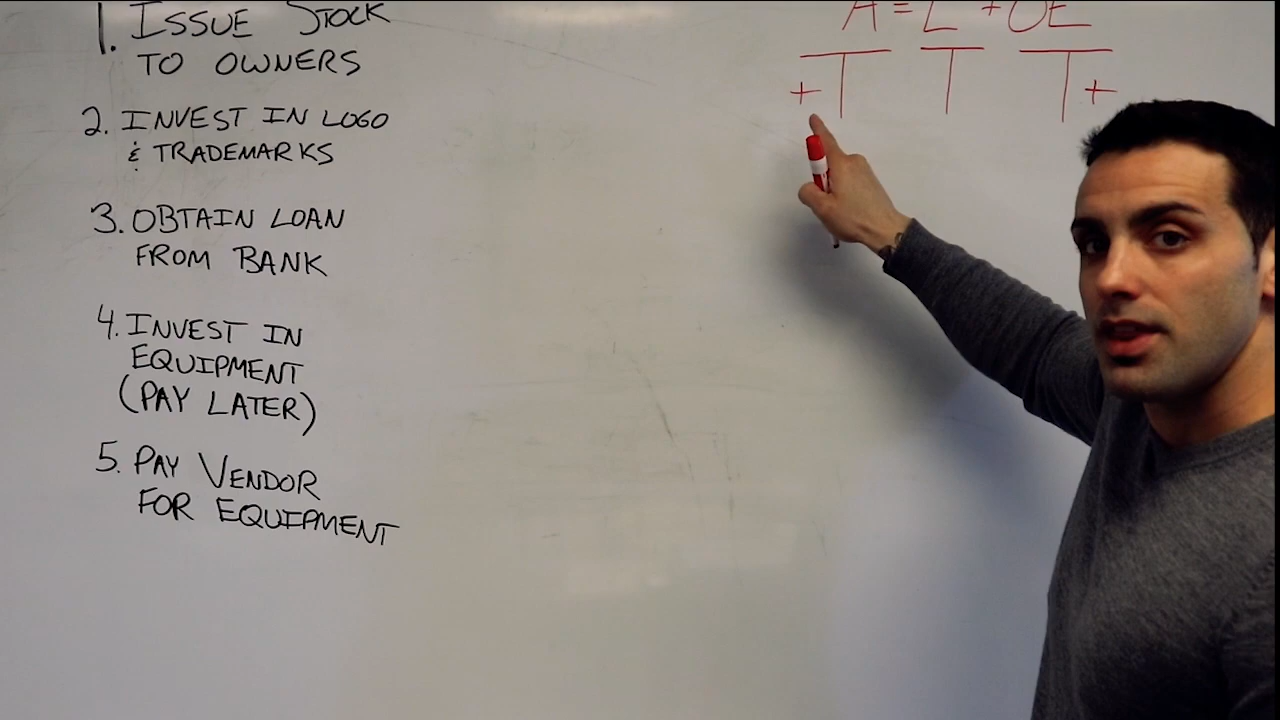 1. ISSUE STOCK
TO OWNERS
2. INVEST IN LOGO
& TRADEMARKS
3. OBTAIN LOAN
FROM BANK
4. INVEST IN
EQUIPMENT
(PAY LATER)
5. PAY VENDOR
FOR EQUIPMENT
A = L + OE
+ +